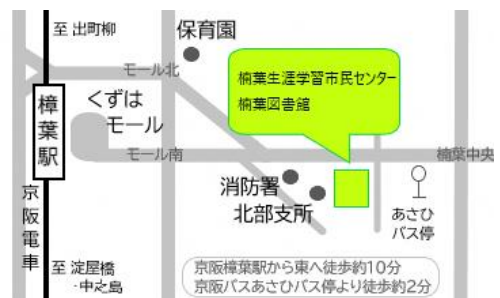 至 出町柳
保育園
モール北
楠葉生涯学習市民センター
楠葉図書館
くずは
モール
樟葉駅
モール南
楠葉中央
消防署
北部支所
あさひ
バス停
京阪電車
至 淀屋橋
・中之島
京阪樟葉駅から東へ徒歩約10分
京阪バスあさひバス停より徒歩約2分